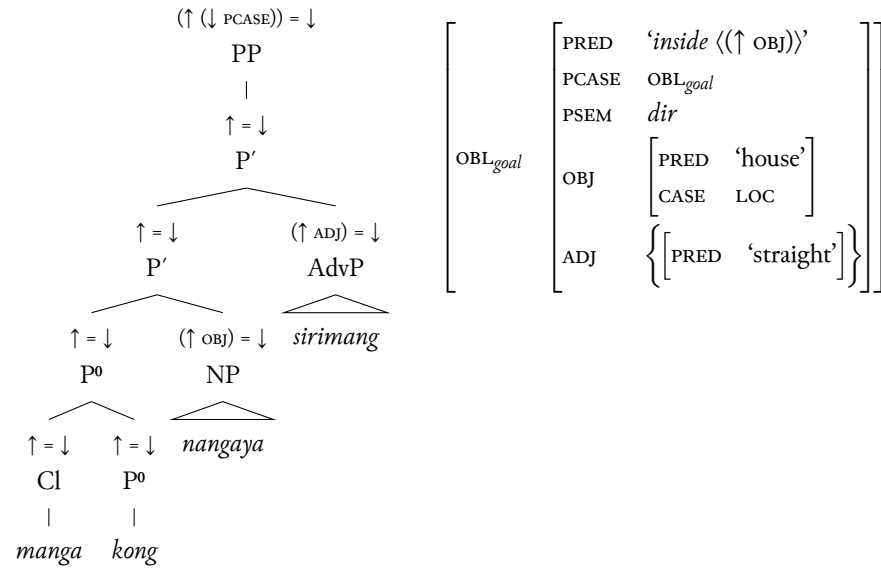 (↑ (↓ PCASE)) = ↓
PP
↑ = ↓
P′
↑ = ↓ (↑ ADJ) = ↓
P′ AdvP
↑ = ↓ (↑ OBJ) = ↓ sirimang
P⁰ NP
↑ = ↓ ↑ = ↓ nangaya
Cl P⁰
manga kong
PRED ‘inside ⟨(↑ OBJ)⟩’
PCASE OBLgoal
PSEM dir
OBLgoal
OBJ
PRED ‘house’
CASE LOC
ADJ { [ PRED ‘straight’ ] }